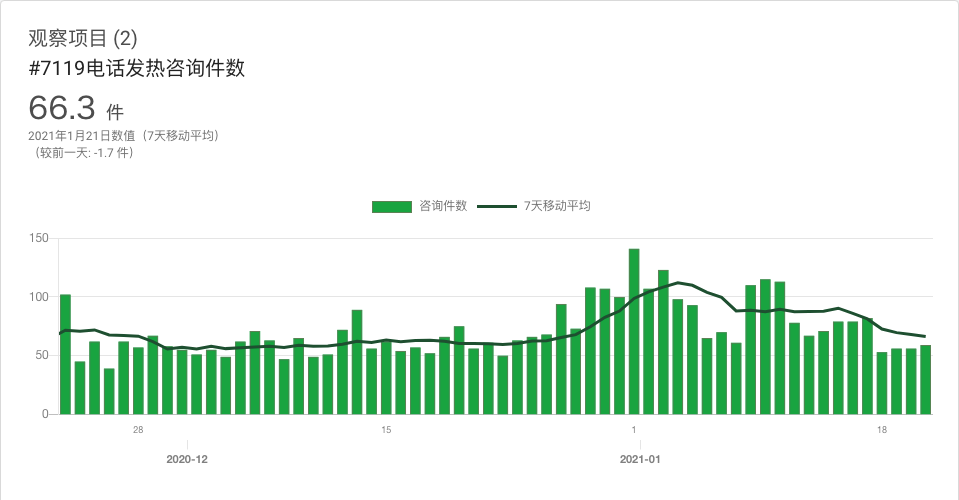 观察项目 (2)
#7119电话发热咨询件数
66.3 件
2021年1月21日数值（7天移动平均）
（较前一天: -1.7 件）
咨询件数 7天移动平均
150
100
50
0
28 15 1 18
2020-12 2021-01